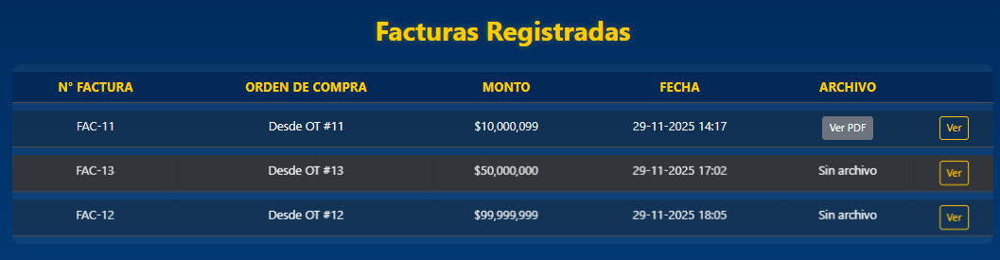 Facturas Registradas
N° FACTURA ORDEN DE COMPRA MONTO FECHA ARCHIVO
FAC-11 Desde OT #11 $10,000,099 29-11-2025 14:17 Ver PDF Ver
FAC-13 Desde OT #13 $50,000,000 29-11-2025 17:02 Sin archivo Ver
FAC-12 Desde OT #12 $99,999,999 29-11-2025 18:05 Sin archivo Ver